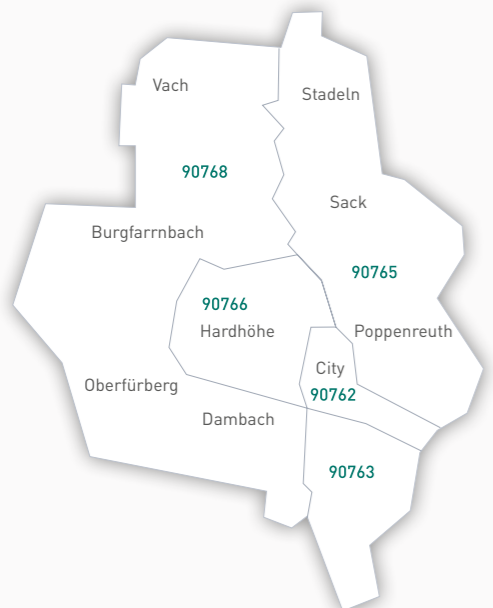 Vach
Stadeln
90768
Sack
Burgfarrnbach
90765
90766
Hardhöhe
Poppenreuth
City
Oberfürberg
90762
Dambach
90763